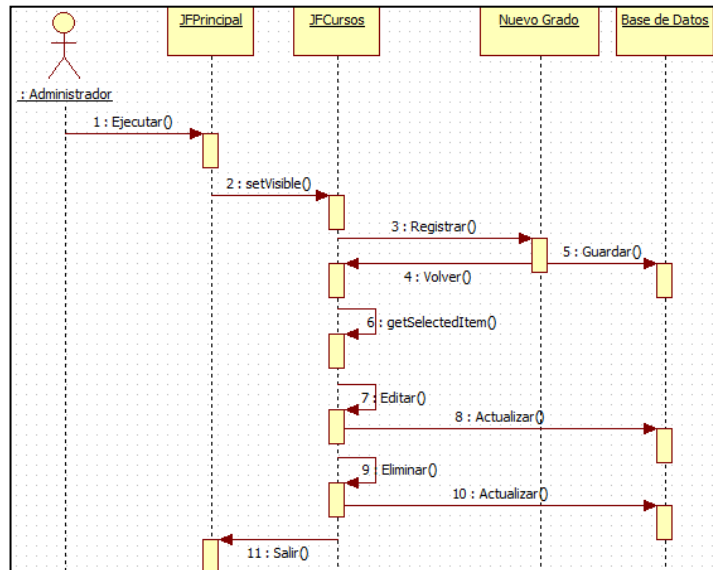 JFPrincipal
JFCursos
Nuevo Grado
Base de Datos
: Administrador
1 : Ejecutar()
2 : setVisible()
3 : Registrar()
5 : Guardar()
4 : Volver()
6 : getSelectedItem()
7 : Editar()
8 : Actualizar()
9 : Eliminar()
10 : Actualizar()
11 : Salir()